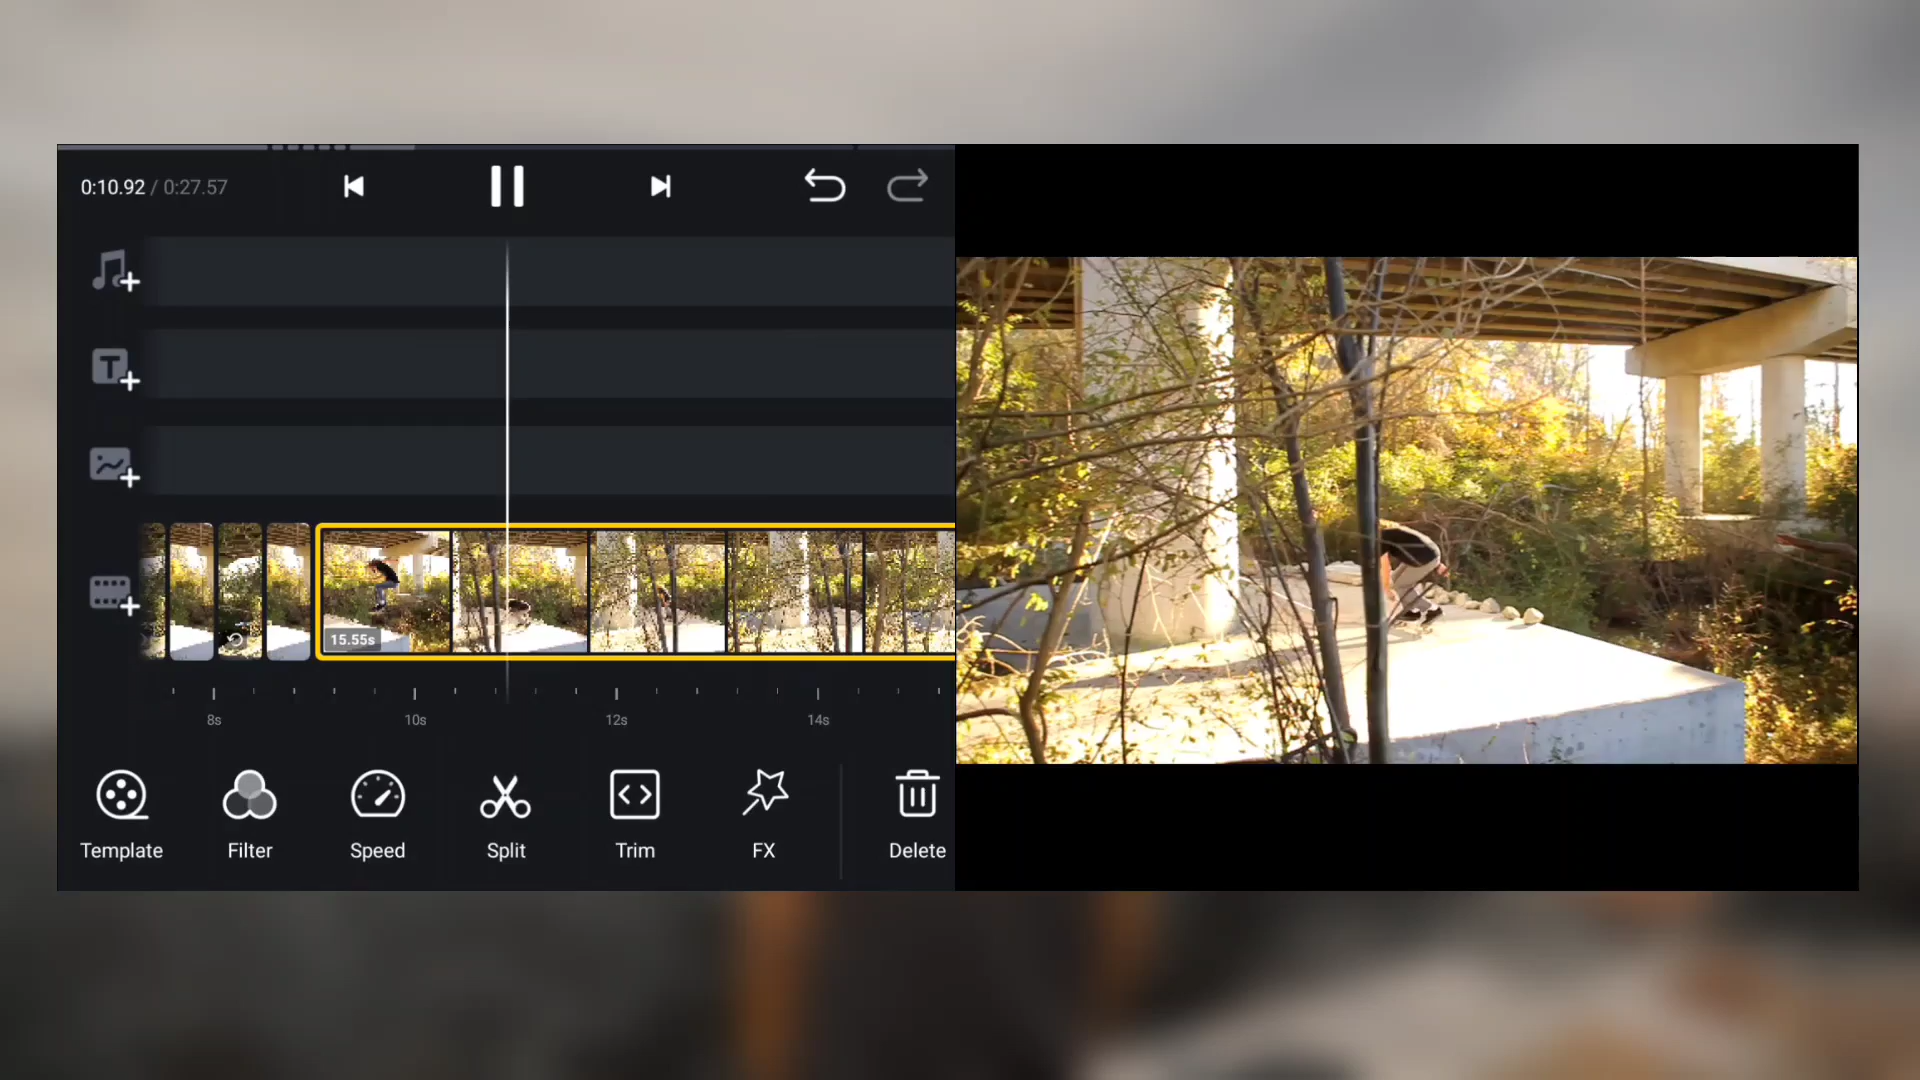 0:10.92 / 0:27.57
T
15.55s
8s 10s 12s 14s
Template Filter Speed Split Trim FX Delete